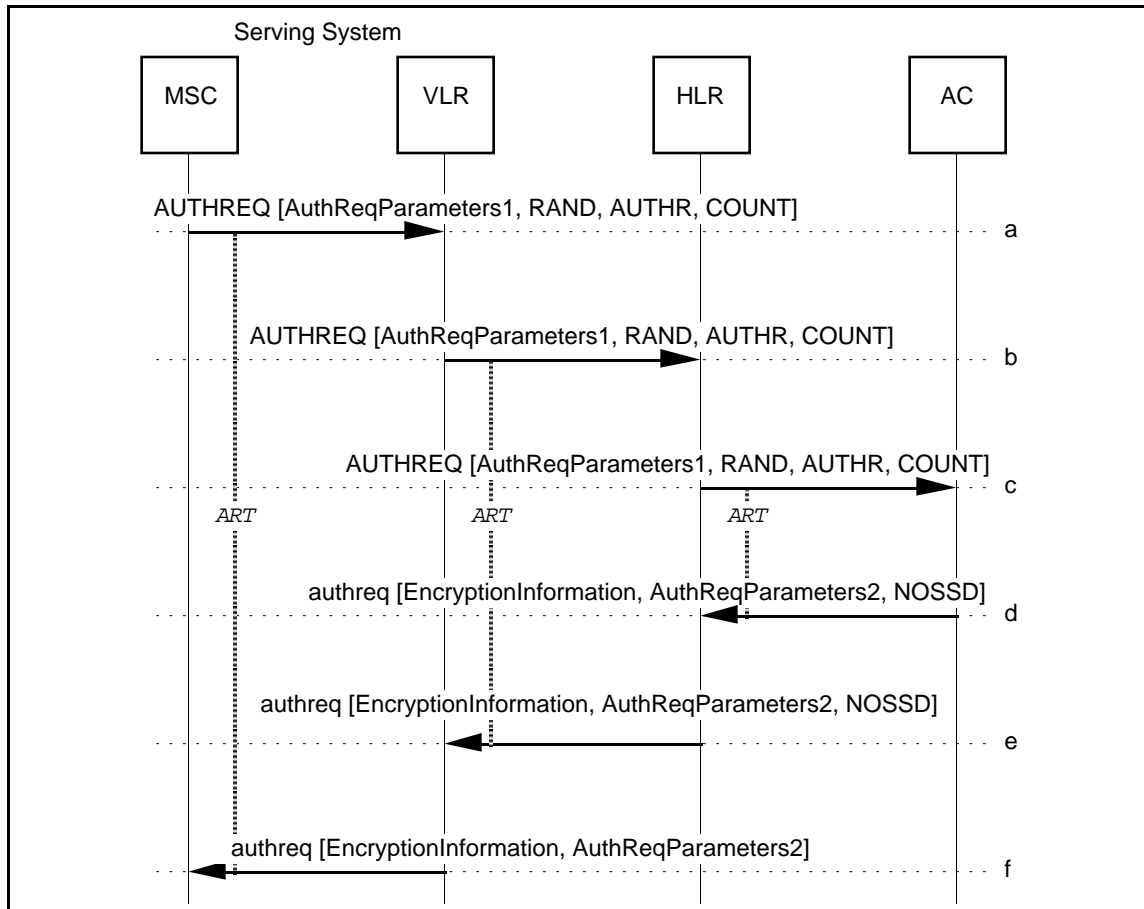 Serving System
MSC
VLR
HLR
AC
AUTHREQ [AuthReqParameters1, RAND, AUTHR, COUNT]
a
AUTHREQ [AuthReqParameters1, RAND, AUTHR, COUNT]
b
AUTHREQ [AuthReqParameters1, RAND, AUTHR, COUNT]
c
ART
ART
ART
authreq [EncryptionInformation, AuthReqParameters2, NOSSD]
d
authreq [EncryptionInformation, AuthReqParameters2, NOSSD]
e
authreq [EncryptionInformation, AuthReqParameters2]
f